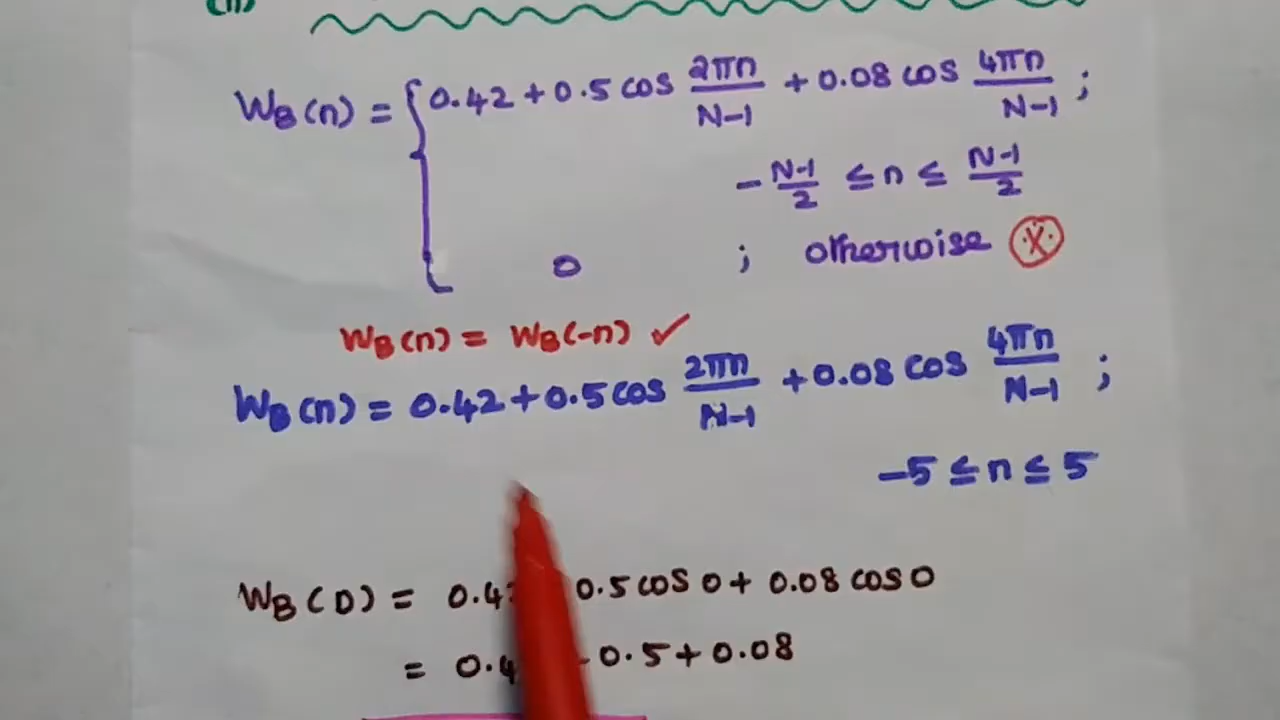 (ii)
W_B(n) = { 0.42 + 0.5 cos 2πn/N-1 + 0.08 cos 4πn/N-1 ;
-N-1/2 ≤ n ≤ N-1/2
0 ; otherwise
W_B(n) = W_B(-n) ✓
W_B(n) = 0.42 + 0.5 cos 2πn/N-1 + 0.08 cos 4πn/N-1 ;
-5 ≤ n ≤ 5
W_B(0) = 0.4 0.5 cos 0 + 0.08 cos 0
= 0.4 0.5 + 0.08